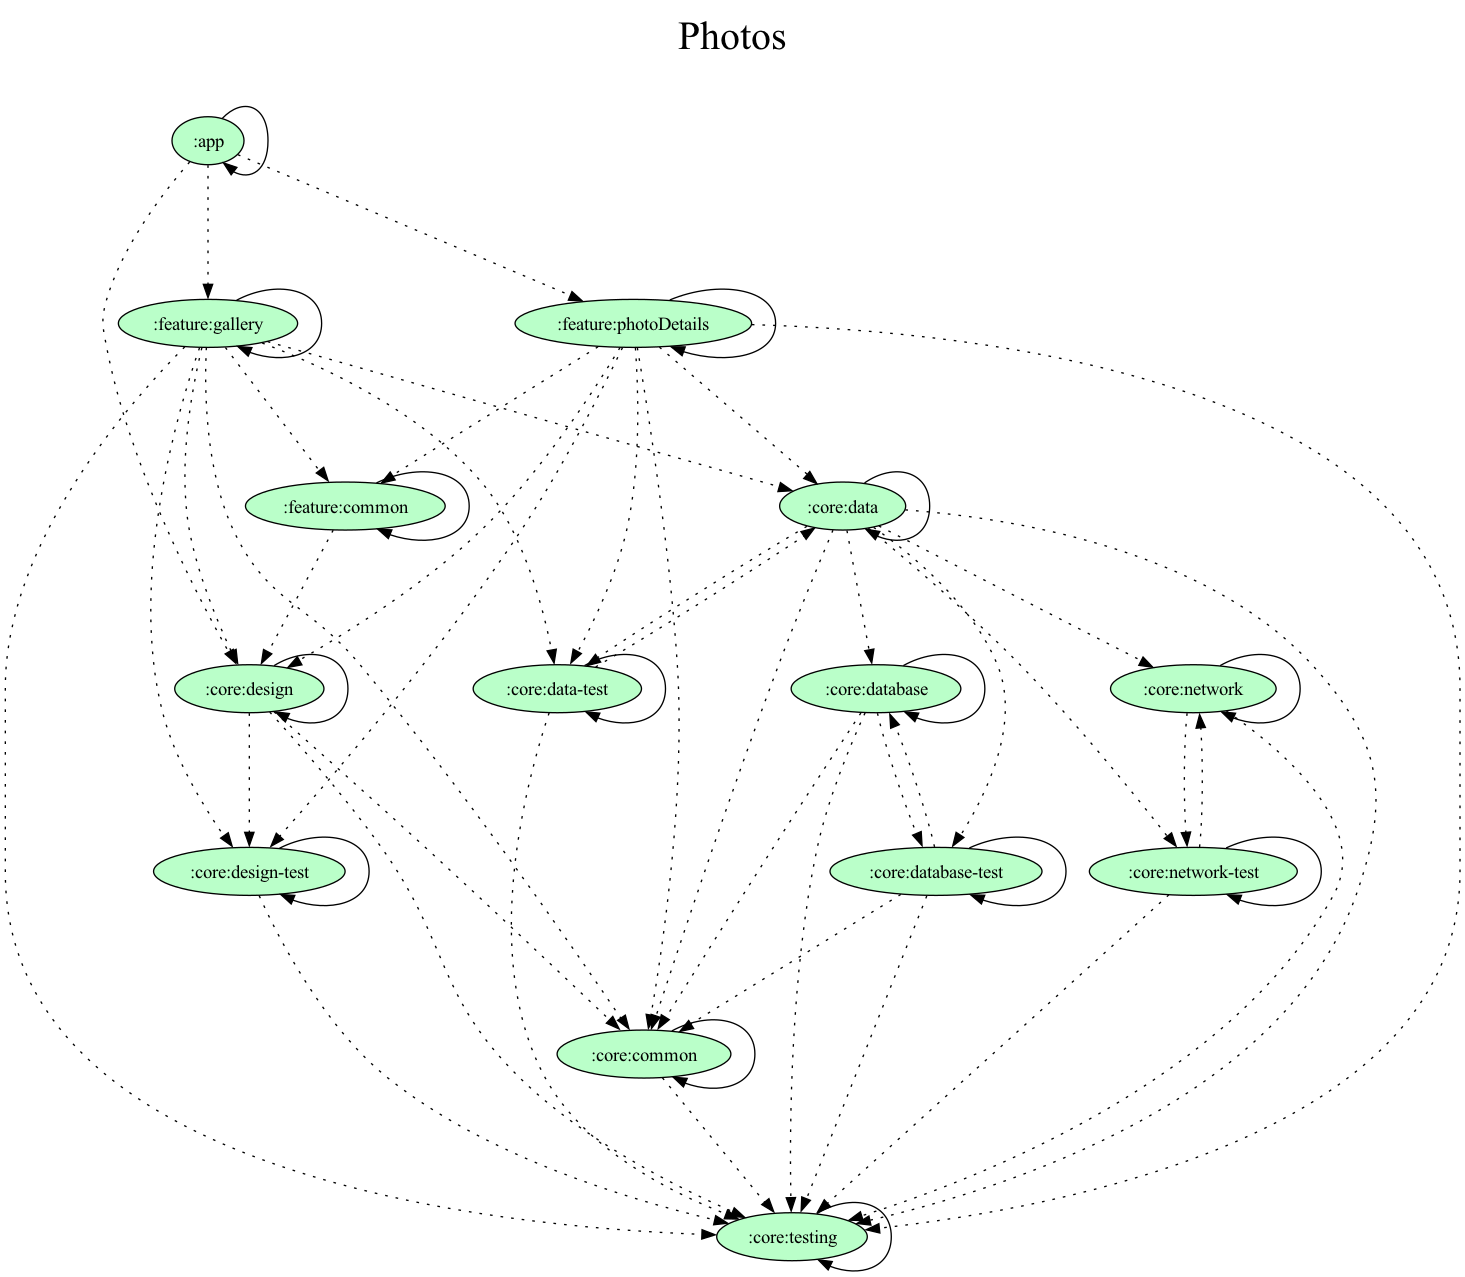 Photos
:app
:feature:gallery
:feature:photoDetails
:feature:common
:core:data
:core:design
:core:data-test
:core:database
:core:network
:core:design-test
:core:database-test
:core:network-test
:core:common
:core:testing